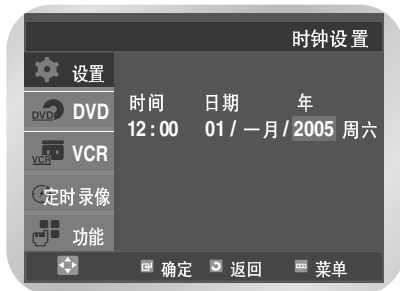 时钟设置
设置
DVD DVD
VCR VCR
定时录像
功能
时间 日期 年
12:00 01 / 一月 / 2005 周六
确定 返回 菜单